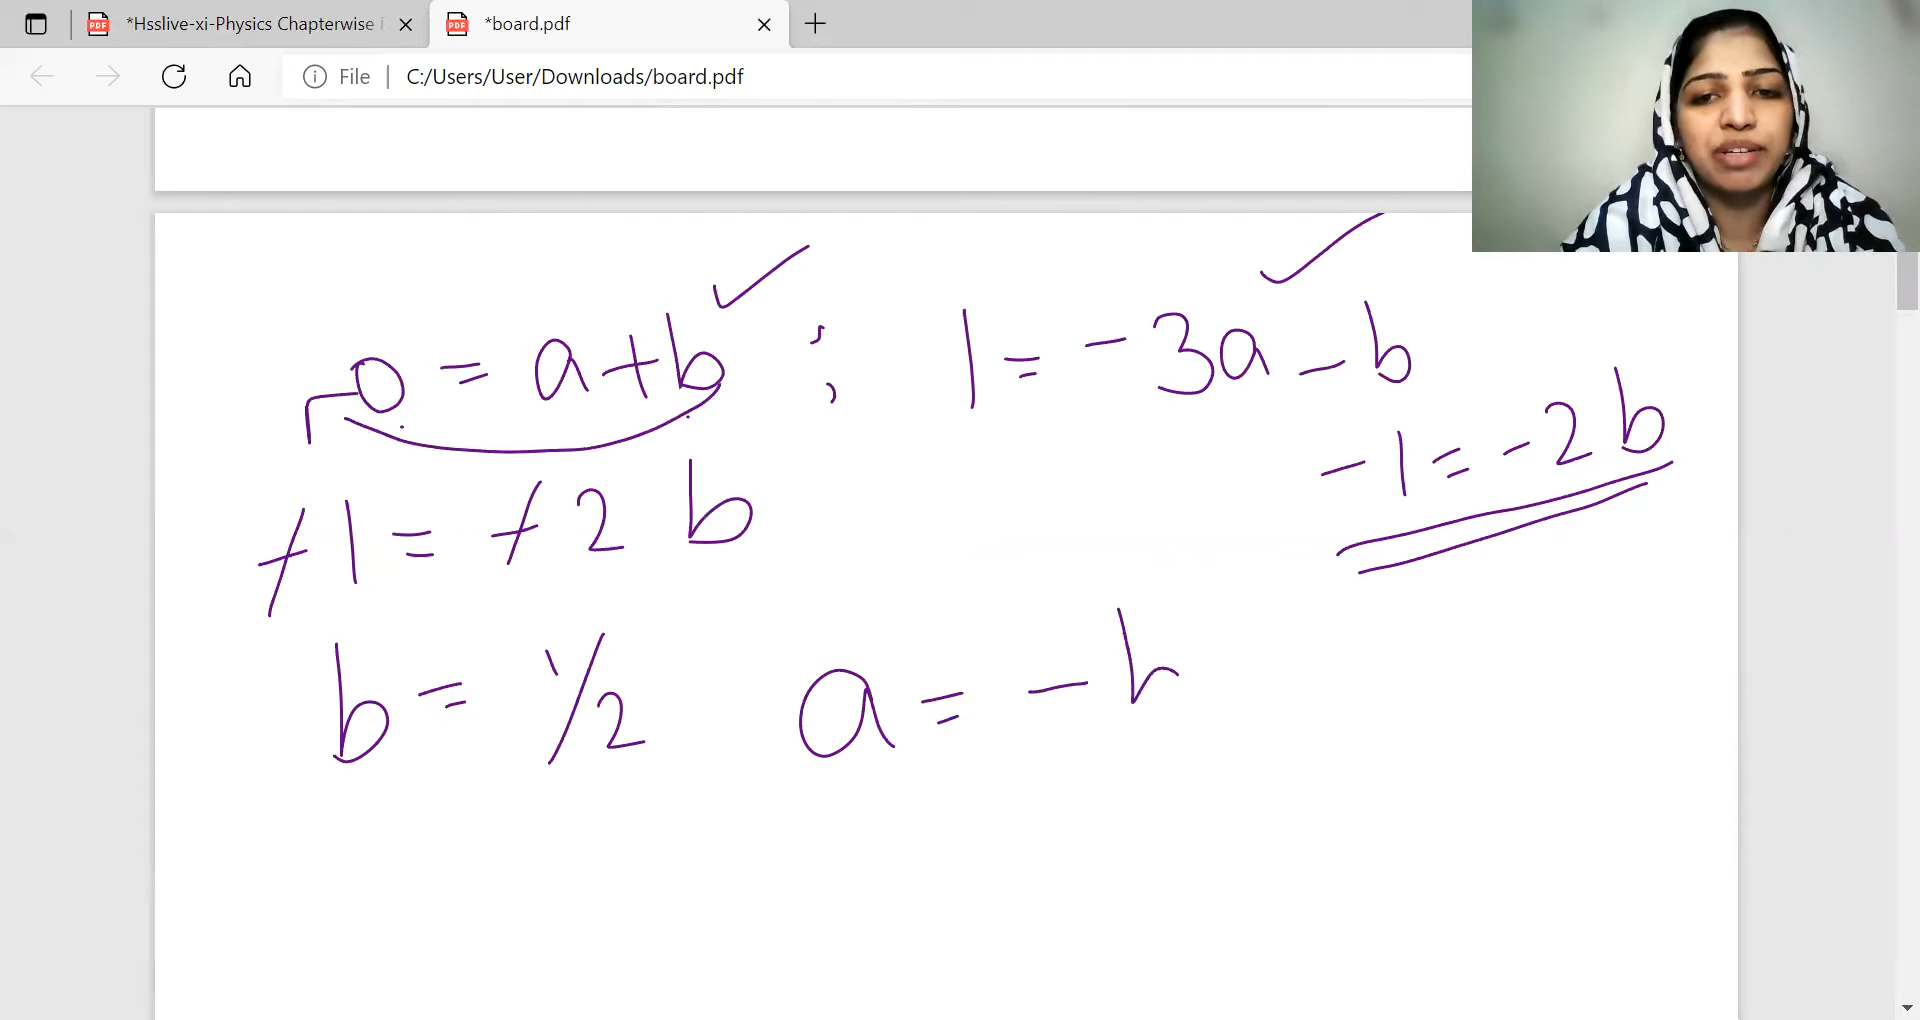 *Hsslive-xi-Physics Chapterwise
*board.pdf
File
C:/Users/User/Downloads/board.pdf
0 = a+b ; 1 = -3a-b
-1 = -2b
+1 = +2b
b = 1/2 a = -